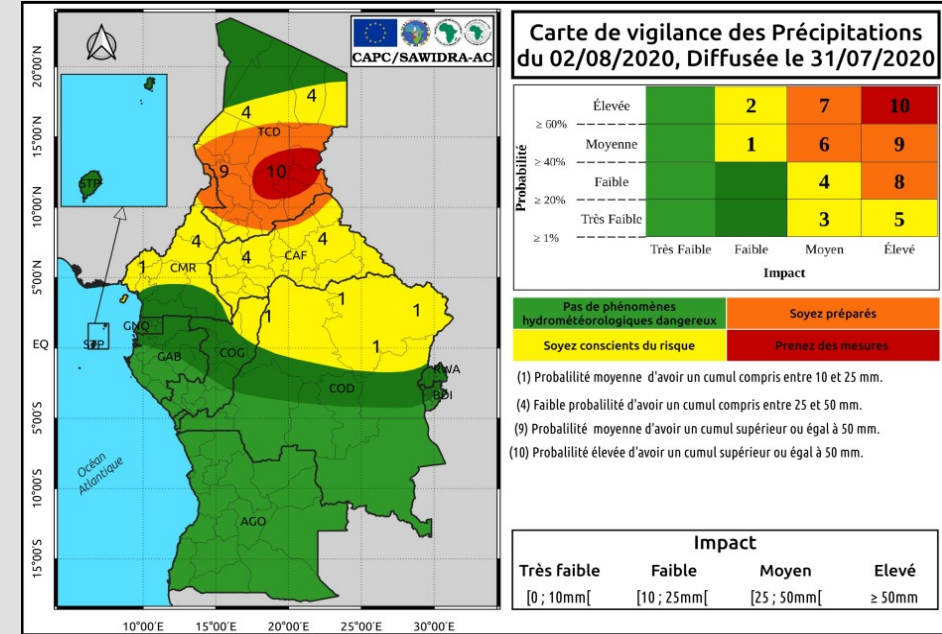 CAPC/SAWIDRA-AC
20°00'N
15°00'N
10°00'N
5°00'N
EQ
5°00'S
10°00'S
15°00'S
10°00'E
15°00'E
20°00'E
25°00'E
30°00'E
STP
4
4
TCD
9
10
4
4
4
1
CMR
CAF
1
1
1
1
GNQ
STP
GAB
COG
COD
RWA
BDI
Océan
Atlantique
AGO
Carte de vigilance des Précipitations
du 02/08/2020, Diffusée le 31/07/2020
Probabilité
Élevée 2 7 10
≥ 60%
Moyenne 1 6 9
≥ 40%
Faible 4 8
≥ 20%
Très Faible 3 5
≥ 1%
Très Faible Faible Moyen Élevé
Impact
Pas de phénomènes
hydrométéorologiques dangereux
Soyez préparés
Soyez conscients du risque
Prenez des mesures
(1) Probalilité moyenne d'avoir un cumul compris entre 10 et 25 mm.
(4) Faible probalilité d'avoir un cumul compris entre 25 et 50 mm.
(9) Probalilité moyenne d'avoir un cumul supérieur ou égal à 50 mm.
(10) Probalilité élevée d'avoir un cumul supérieur ou égal à 50 mm.
Impact
Très faible Faible Moyen Elevé
[0 ; 10mm[ [10 ; 25mm[ [25 ; 50mm[ ≥ 50mm